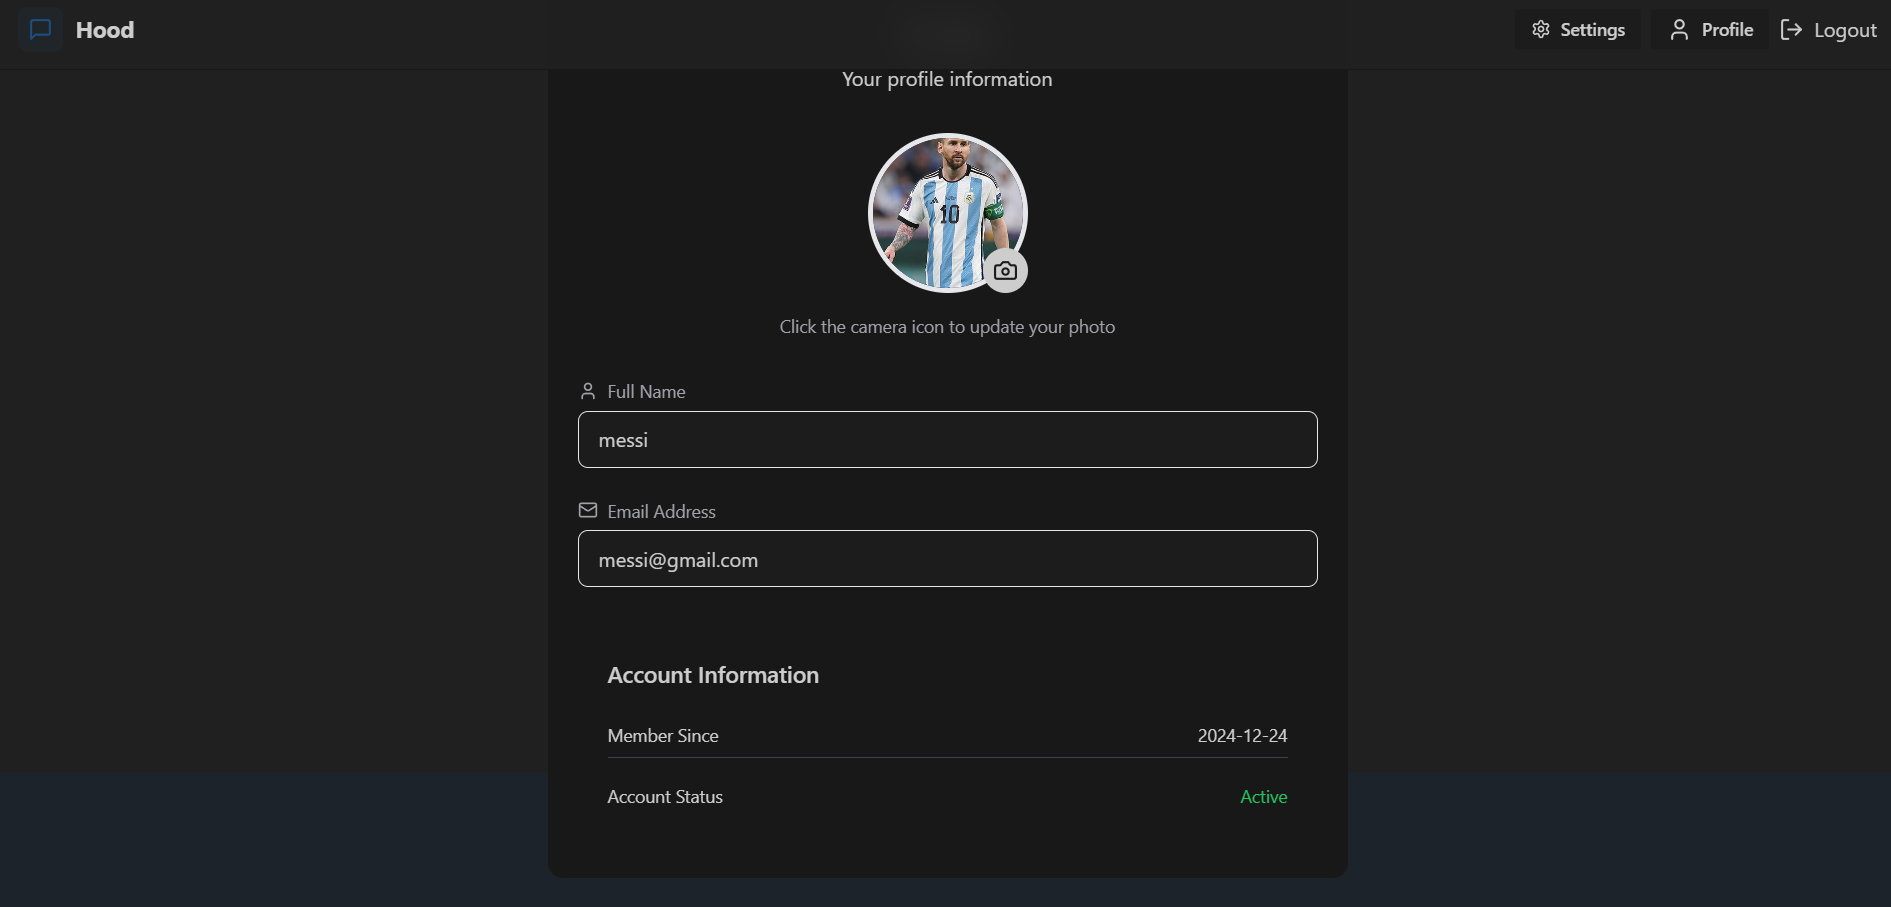 Hood
Settings
Profile
Logout
Your profile information
10
Click the camera icon to update your photo
Full Name
messi
Email Address
messi@gmail.com
Account Information
Member Since 2024-12-24
Account Status Active